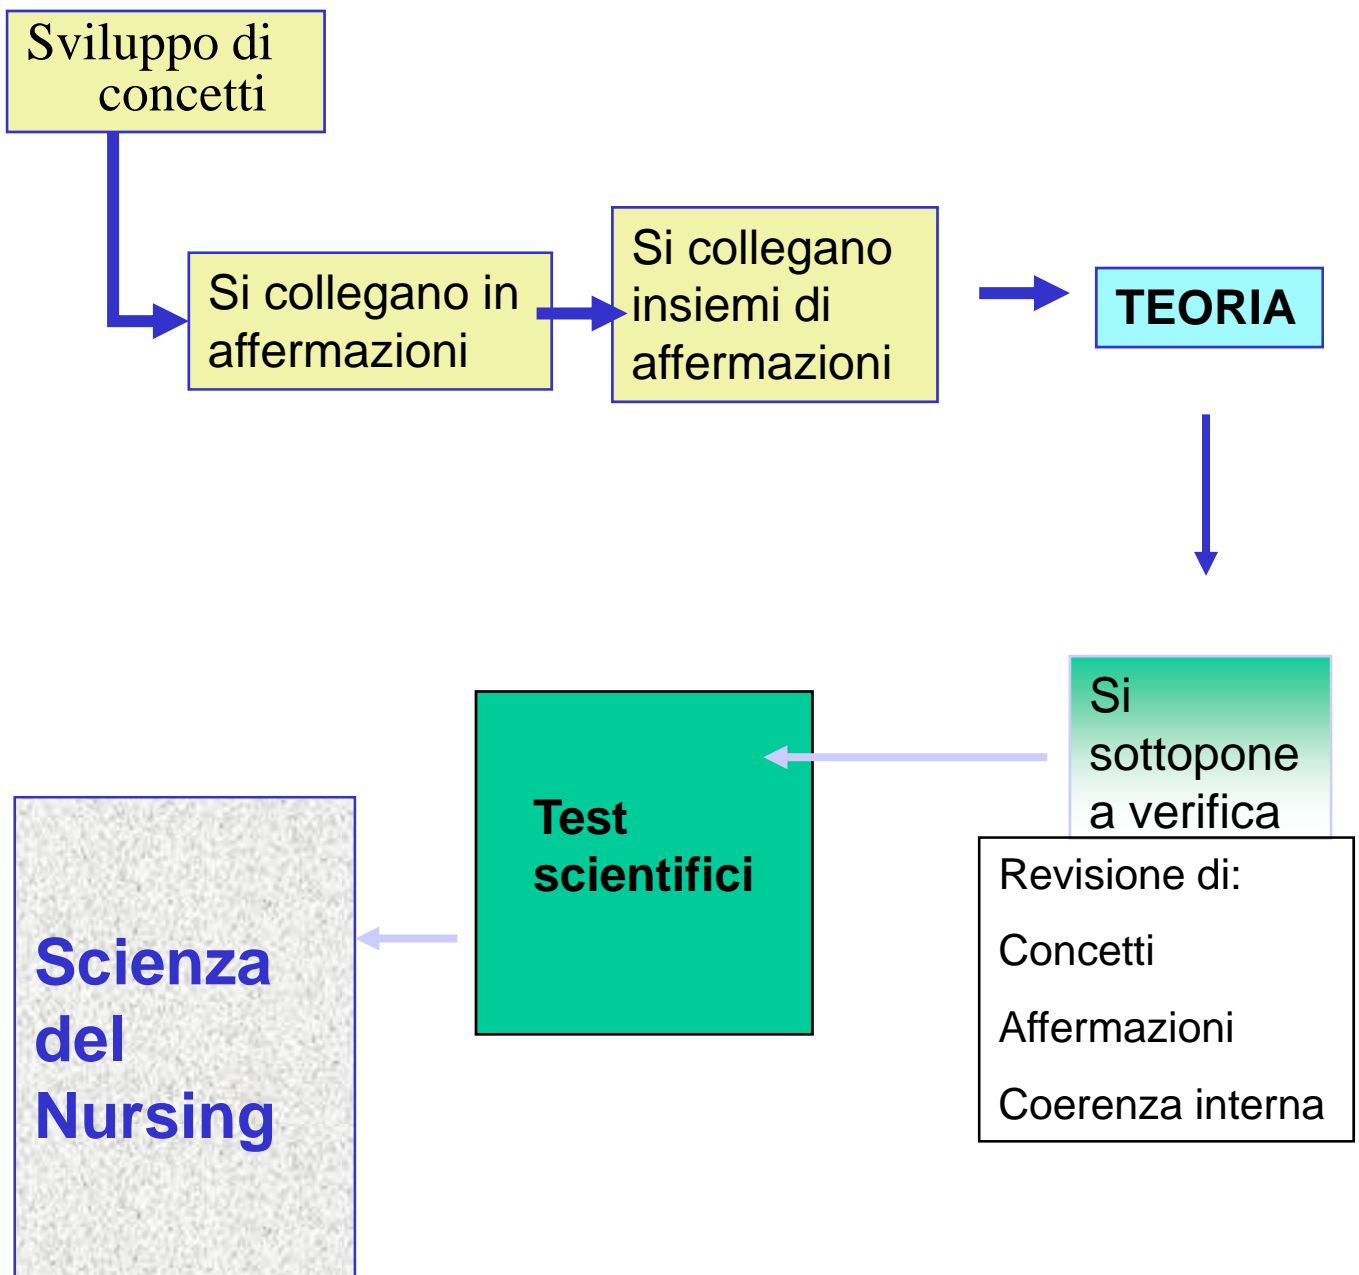 Sviluppo di
concetti
Si collegano in
affermazioni
Si collegano
insiemi di
affermazioni
TEORIA
Si
sottopone
a verifica
Revisione di:
Concetti
Affermazioni
Coerenza interna
Test
scientifici
Scienza
del
Nursing